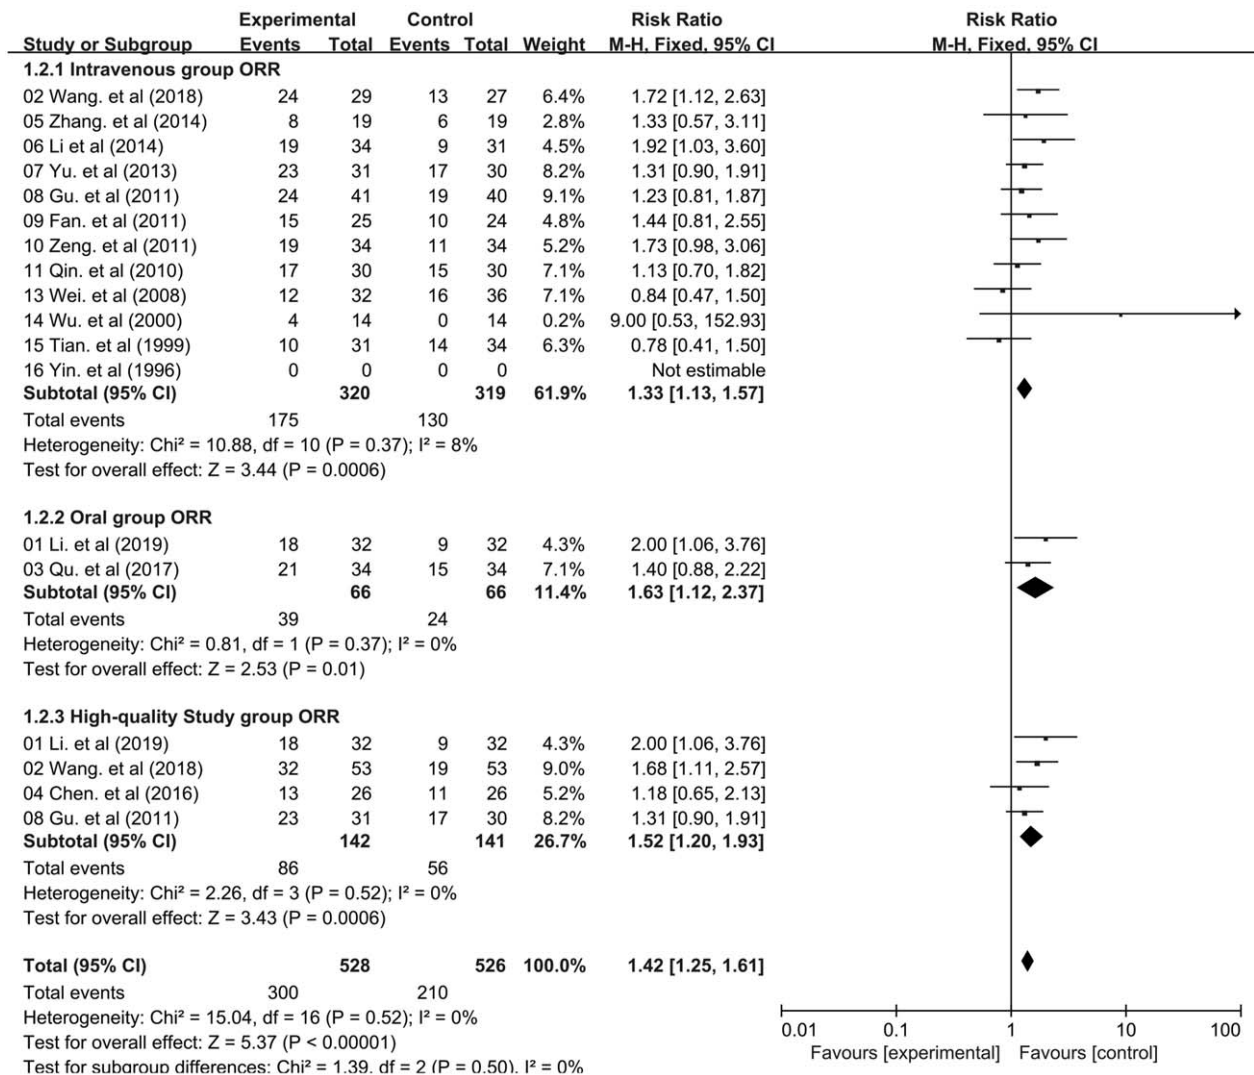 Experimental Control Risk Ratio Risk Ratio
Study or Subgroup Events Total Events Total Weight M-H, Fixed, 95% CI M-H, Fixed, 95% CI
1.2.1 Intravenous group ORR
02 Wang. et al (2018) 24 29 13 27 6.4% 1.72 [1.12, 2.63]
05 Zhang. et al (2014) 8 19 6 19 2.8% 1.33 [0.57, 3.11]
06 Li et al (2014) 19 34 9 31 4.5% 1.92 [1.03, 3.60]
07 Yu. et al (2013) 23 31 17 30 8.2% 1.31 [0.90, 1.91]
08 Gu. et al (2011) 24 41 19 40 9.1% 1.23 [0.81, 1.87]
09 Fan. et al (2011) 15 25 10 24 4.8% 1.44 [0.81, 2.55]
10 Zeng. et al (2011) 19 34 11 34 5.2% 1.73 [0.98, 3.06]
11 Qin. et al (2010) 17 30 15 30 7.1% 1.13 [0.70, 1.82]
13 Wei. et al (2008) 12 32 16 36 7.1% 0.84 [0.47, 1.50]
14 Wu. et al (2000) 4 14 0 14 0.2% 9.00 [0.53, 152.93]
15 Tian. et al (1999) 10 31 14 34 6.3% 0.78 [0.41, 1.50]
16 Yin. et al (1996) 0 0 0 0 Not estimable
Subtotal (95% CI) 320 319 61.9% 1.33 [1.13, 1.57]
Total events 175 130
Heterogeneity: Chi² = 10.88, df = 10 (P = 0.37); I² = 8%
Test for overall effect: Z = 3.44 (P = 0.0006)
1.2.2 Oral group ORR
01 Li. et al (2019) 18 32 9 32 4.3% 2.00 [1.06, 3.76]
03 Qu. et al (2017) 21 34 15 34 7.1% 1.40 [0.88, 2.22]
Subtotal (95% CI) 66 66 11.4% 1.63 [1.12, 2.37]
Total events 39 24
Heterogeneity: Chi² = 0.81, df = 1 (P = 0.37); I² = 0%
Test for overall effect: Z = 2.53 (P = 0.01)
1.2.3 High-quality Study group ORR
01 Li. et al (2019) 18 32 9 32 4.3% 2.00 [1.06, 3.76]
02 Wang. et al (2018) 32 53 19 53 9.0% 1.68 [1.11, 2.57]
04 Chen. et al (2016) 13 26 11 26 5.2% 1.18 [0.65, 2.13]
08 Gu. et al (2011) 23 31 17 30 8.2% 1.31 [0.90, 1.91]
Subtotal (95% CI) 142 141 26.7% 1.52 [1.20, 1.93]
Total events 86 56
Heterogeneity: Chi² = 2.26, df = 3 (P = 0.52); I² = 0%
Test for overall effect: Z = 3.43 (P = 0.0006)
Total (95% CI) 528 526 100.0% 1.42 [1.25, 1.61]
Total events 300 210
Heterogeneity: Chi² = 15.04, df = 16 (P = 0.52); I² = 0%
Test for overall effect: Z = 5.37 (P < 0.00001)
Test for subgroup differences: Chi² = 1.39, df = 2 (P = 0.50), I² = 0%
0.01 0.1 1 10 100
Favours [experimental] Favours [control]